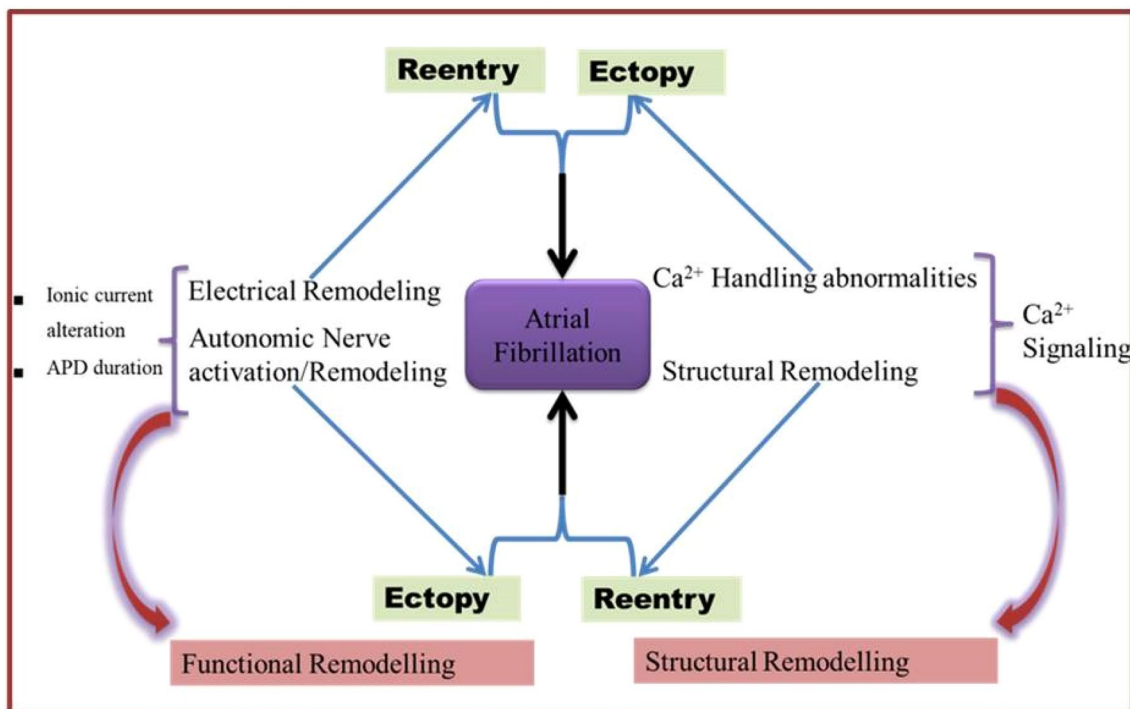 Reentry
Ectopy
▪ Ionic current
alteration
▪ APD duration
Electrical Remodeling
Autonomic Nerve
activation/Remodeling
Atrial
Fibrillation
Ca²⁺ Handling abnormalities
Structural Remodeling
Ca²⁺
Signaling
Ectopy
Reentry
Functional Remodelling
Structural Remodelling